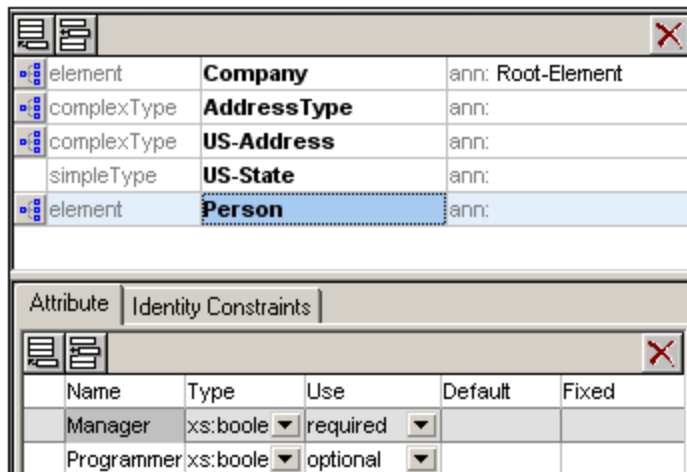 element Company ann: Root-Element
complexType AddressType ann:
complexType US-Address ann:
simpleType US-State ann:
element Person ann:
Attribute Identity Constraints
Name Type Use Default Fixed
Manager xs:boole required
Programmer xs:boole optional